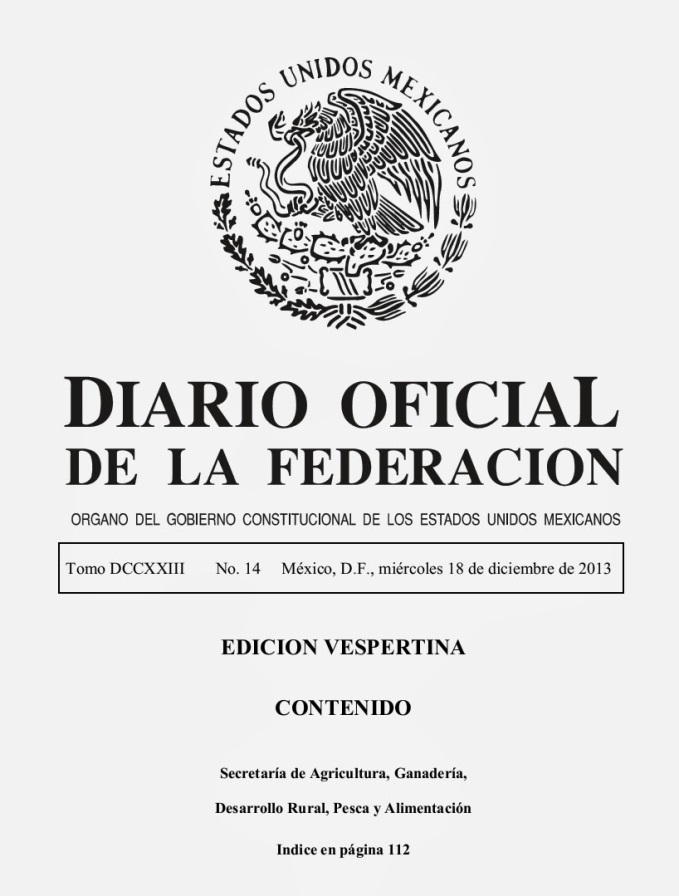 ESTADOS UNIDOS MEXICANOS
DIARIO OFICIAL
DE LA FEDERACION
ORGANO DEL GOBIERNO CONSTITUCIONAL DE LOS ESTADOS UNIDOS MEXICANOS
Tomo DCCXXIII No. 14 México, D.F., miércoles 18 de diciembre de 2013
EDICION VESPERTINA
CONTENIDO
Secretaría de Agricultura, Ganadería,
Desarrollo Rural, Pesca y Alimentación
Indice en página 112